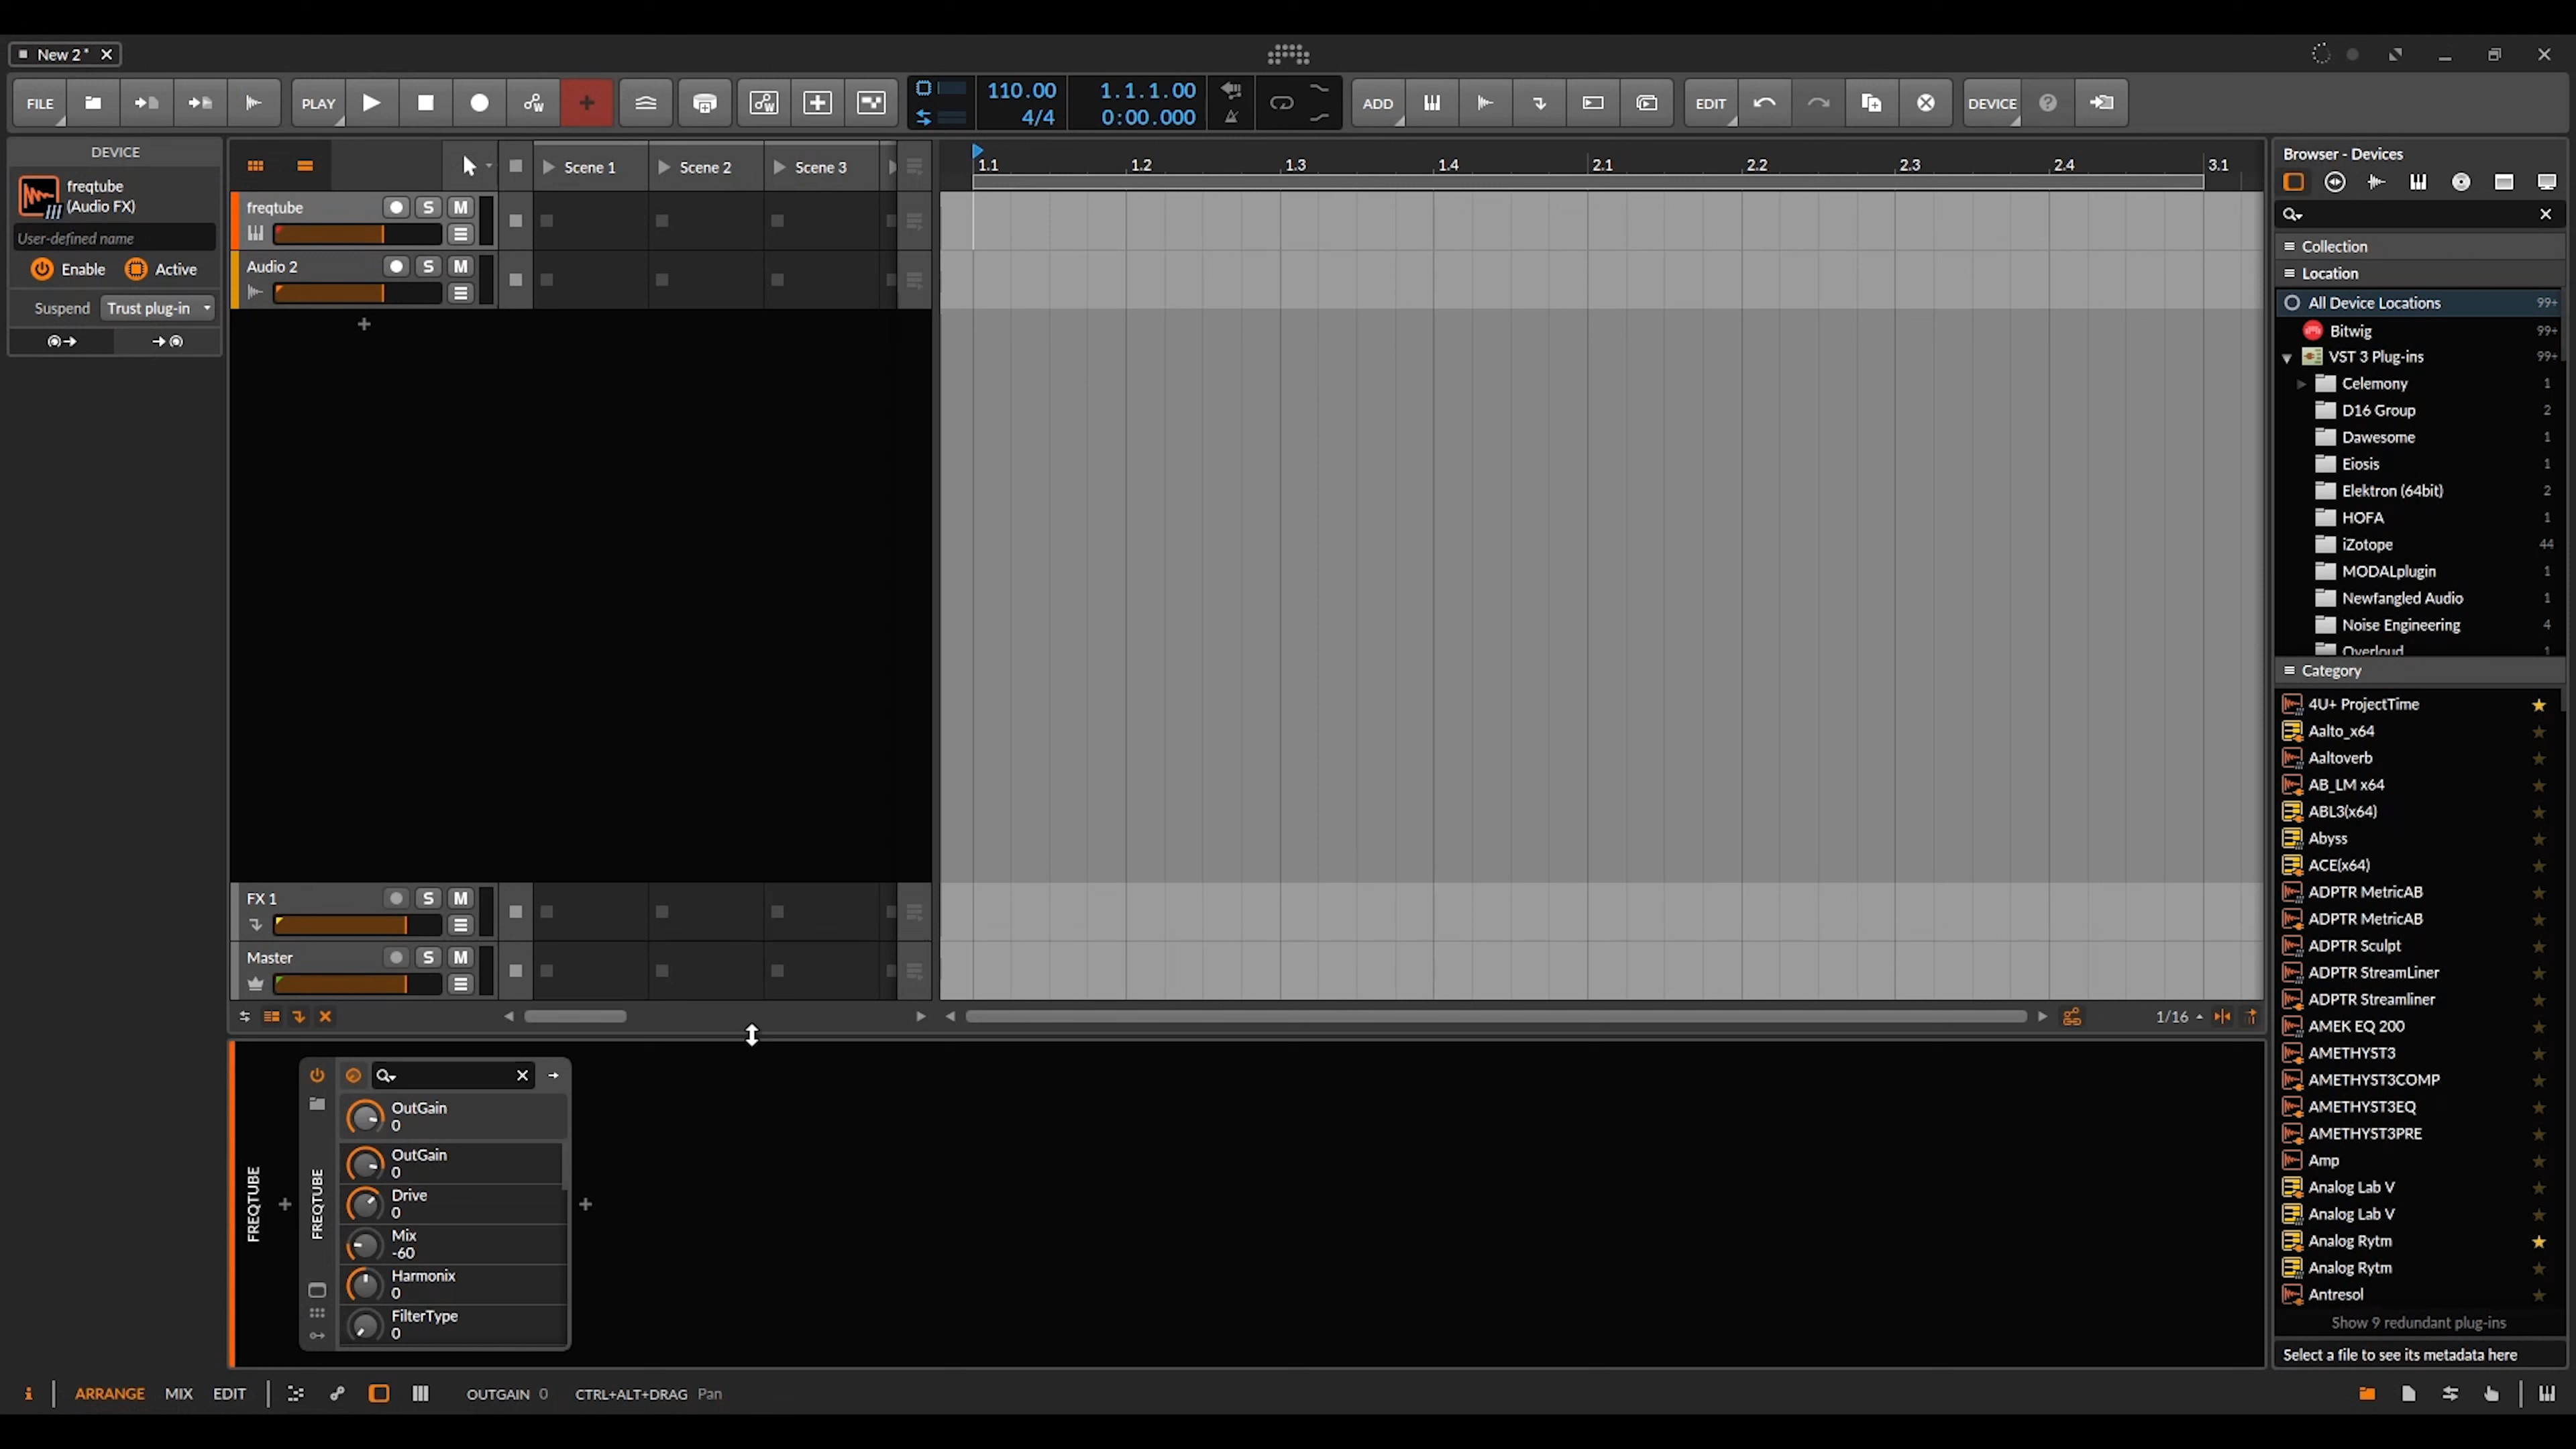 New 2*
FILE
PLAY
110.00
4/4
1.1.1.00
0:00.000
ADD
EDIT
DEVICE
DEVICE
freqtube
(Audio FX)
User-defined name
Enable
Active
Suspend
Trust plug-in
Scene 1
Scene 2
Scene 3
freqtube
S
M
Audio 2
S
M
1.1
1.2
1.3
1.4
2.1
2.2
2.3
2.4
3.1
FX 1
S
M
Master
S
M
1/16
FREQTUBE
FREQTUBE
OutGain
0
OutGain
0
Drive
0
Mix
-60
Harmonix
0
FilterType
0
Browser - Devices
Collection
Location
All Device Locations 99+
Bitwig 99+
VST 3 Plug-ins 99+
Celemony 1
D16 Group 2
Dawesome 1
Eiosis 1
Elektron (64bit) 2
HOFA 1
iZotope 44
MODALplugin 1
Newfangled Audio 1
Noise Engineering 4
Overloud 1
Category
4U+ ProjectTime
Aalto_x64
Aaltoverb
AB_LM x64
ABL3(x64)
Abyss
ACE(x64)
ADPTR MetricAB
ADPTR MetricAB
ADPTR Sculpt
ADPTR StreamLiner
ADPTR Streamliner
AMEK EQ 200
AMETHYST3
AMETHYST3COMP
AMETHYST3EQ
AMETHYST3PRE
Amp
Analog Lab V
Analog Lab V
Analog Rytm
Analog Rytm
Antresol
Show 9 redundant plug-ins
Select a file to see its metadata here
i
ARRANGE
MIX
EDIT
OUTGAIN 0
CTRL+ALT+DRAG Pan